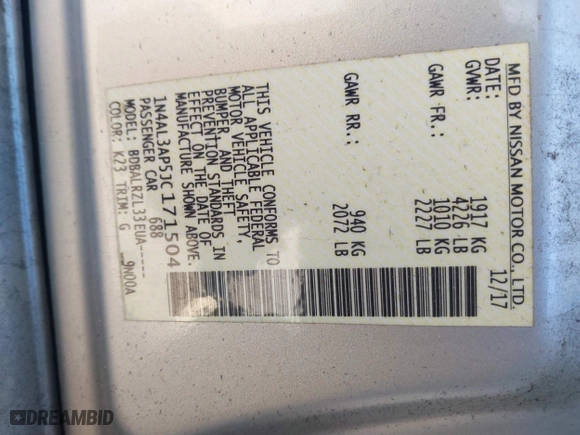 MFD BY NISSAN MOTOR CO., LTD.
DATE: 12/17
GVWR: 1917 KG
4226 LB
GAWR FR.: 1010 KG
2227 LB
GAWR RR.: 940 KG
2072 LB
THIS VEHICLE CONFORMS TO
ALL APPLICABLE FEDERAL
MOTOR VEHICLE SAFETY,
BUMPER, AND THEFT
PREVENTION STANDARDS IN
EFFECT ON THE DATE OF
MANUFACTURE SHOWN ABOVE.
1N4AL3AP5JC171504
PASSENGER CAR 688
MODEL: BDBALRZL33EUA-----
COLOR: K23 TRIM: G _9N00A
DREAMBID